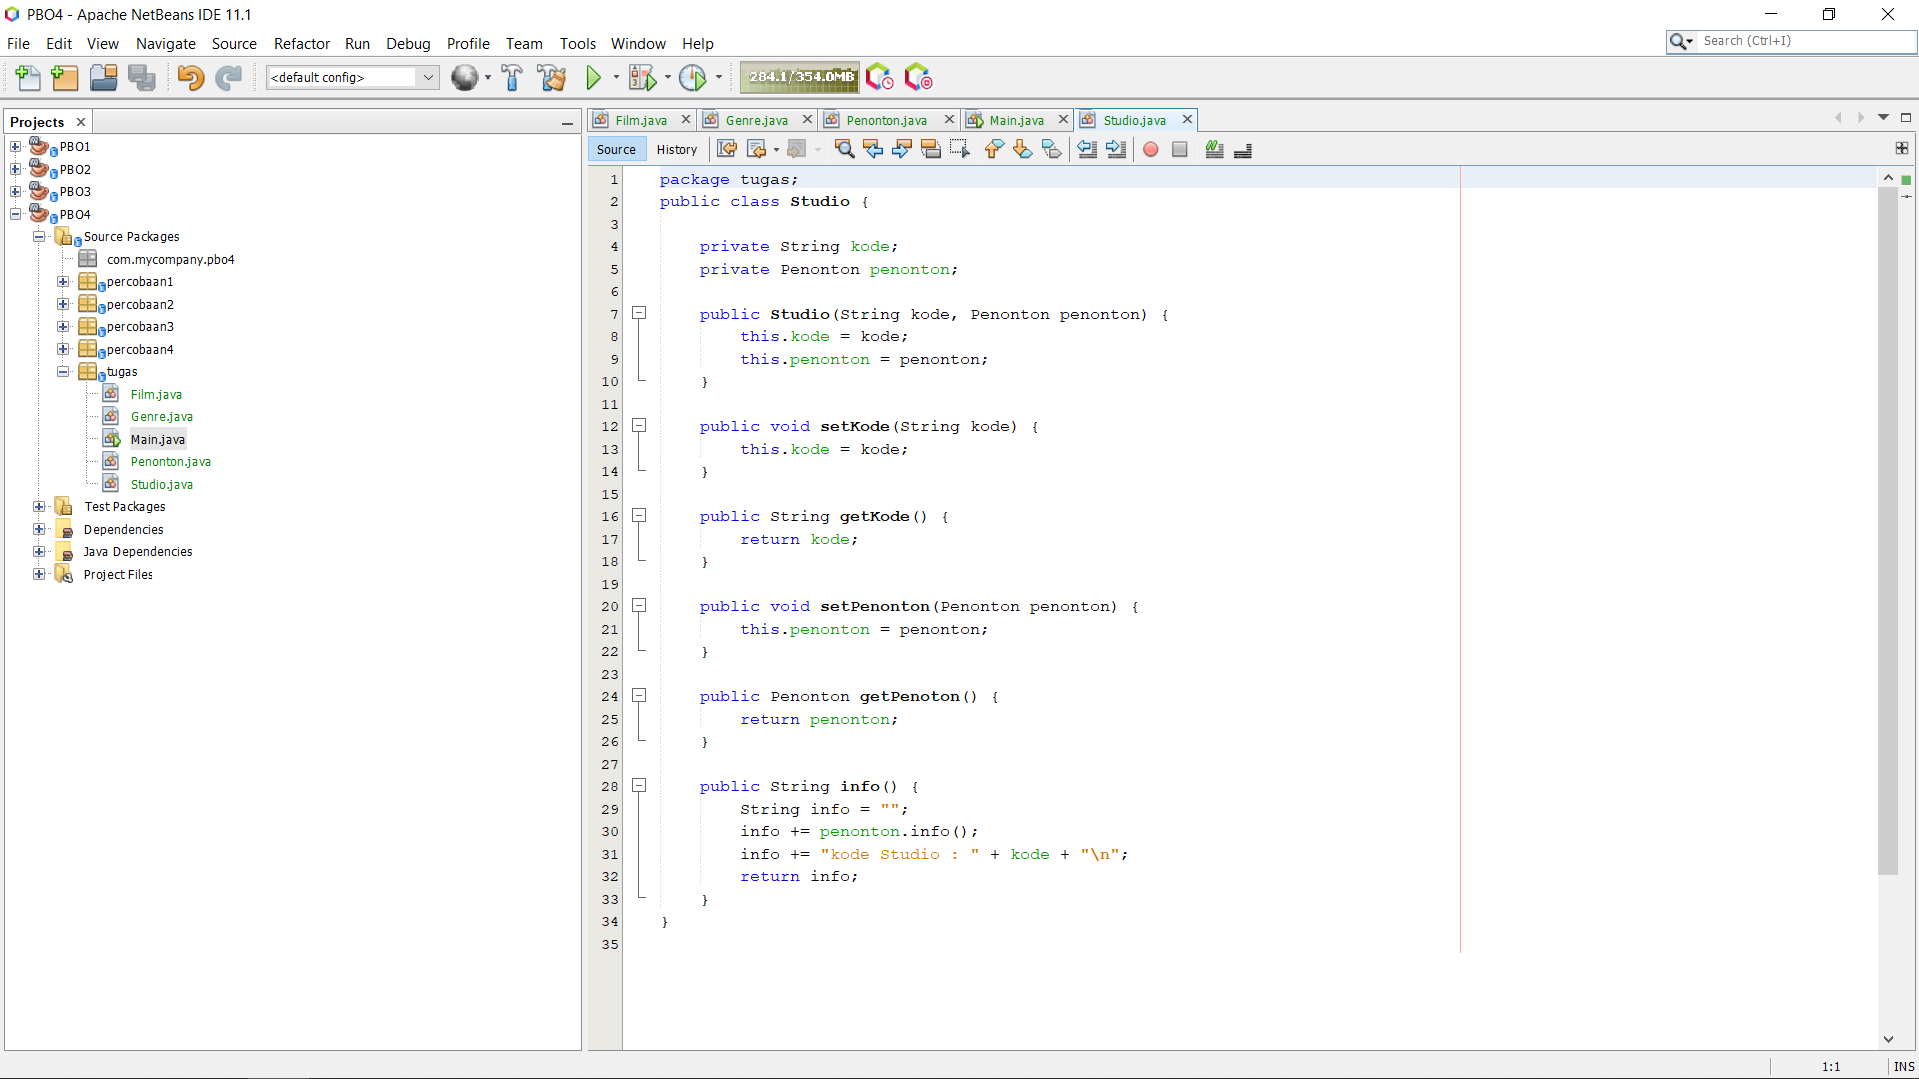 PBO4 - Apache NetBeans IDE 11.1
File Edit View Navigate Source Refactor Run Debug Profile Team Tools Window Help
Search (Ctrl+I)
<default config>
284.1/354.0MB
Projects
PBO1
PBO2
PBO3
PBO4
Source Packages
com.mycompany.pbo4
percobaan1
percobaan2
percobaan3
percobaan4
tugas
Film.java
Genre.java
Main.java
Penonton.java
Studio.java
Test Packages
Dependencies
Java Dependencies
Project Files
Film.java Genre.java Penonton.java Main.java Studio.java
Source History
1 package tugas;
2 public class Studio {
3
4 private String kode;
5 private Penonton penonton;
6
7 public Studio(String kode, Penonton penonton) {
8 this.kode = kode;
9 this.penonton = penonton;
10 }
11
12 public void setKode(String kode) {
13 this.kode = kode;
14 }
15
16 public String getKode() {
17 return kode;
18 }
19
20 public void setPenonton(Penonton penonton) {
21 this.penonton = penonton;
22 }
23
24 public Penonton getPenoton() {
25 return penonton;
26 }
27
28 public String info() {
29 String info = "";
30 info += penonton.info();
31 info += "kode Studio : " + kode + "\n";
32 return info;
33 }
34 }
35
1:1 INS